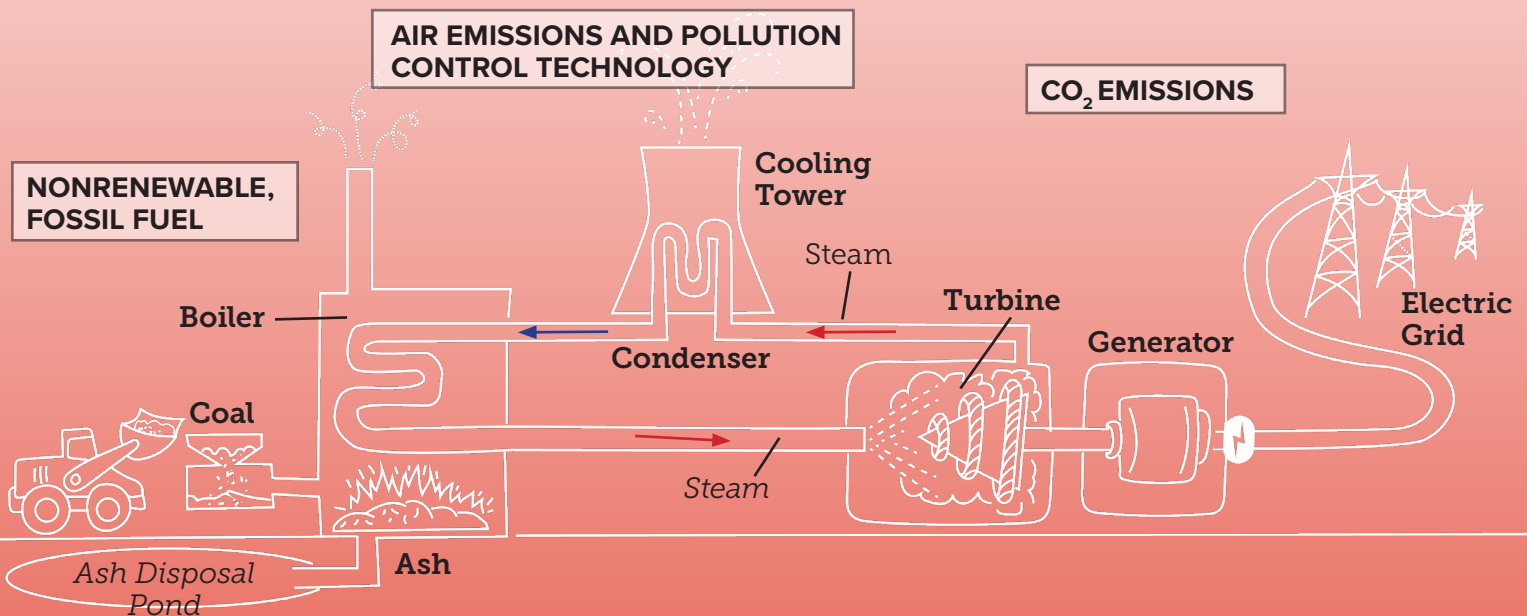 AIR EMISSIONS AND POLLUTION
CONTROL TECHNOLOGY
CO₂ EMISSIONS
NONRENEWABLE,
FOSSIL FUEL
Cooling
Tower
Steam
Boiler
Turbine
Electric
Grid
Condenser
Generator
Coal
Steam
Ash
Ash Disposal
Pond